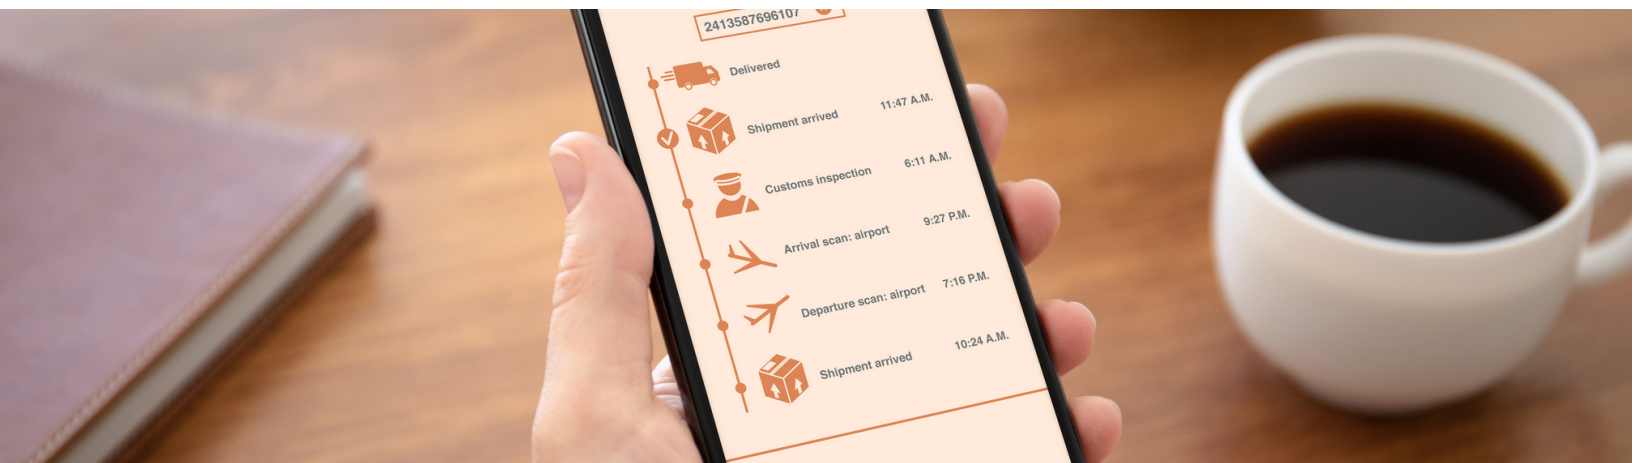 2413587696107
Delivered
Shipment arrived 11:47 A.M.
Customs inspection 6:11 A.M.
Arrival scan: airport 9:27 P.M.
Departure scan: airport 7:16 P.M.
Shipment arrived 10:24 A.M.